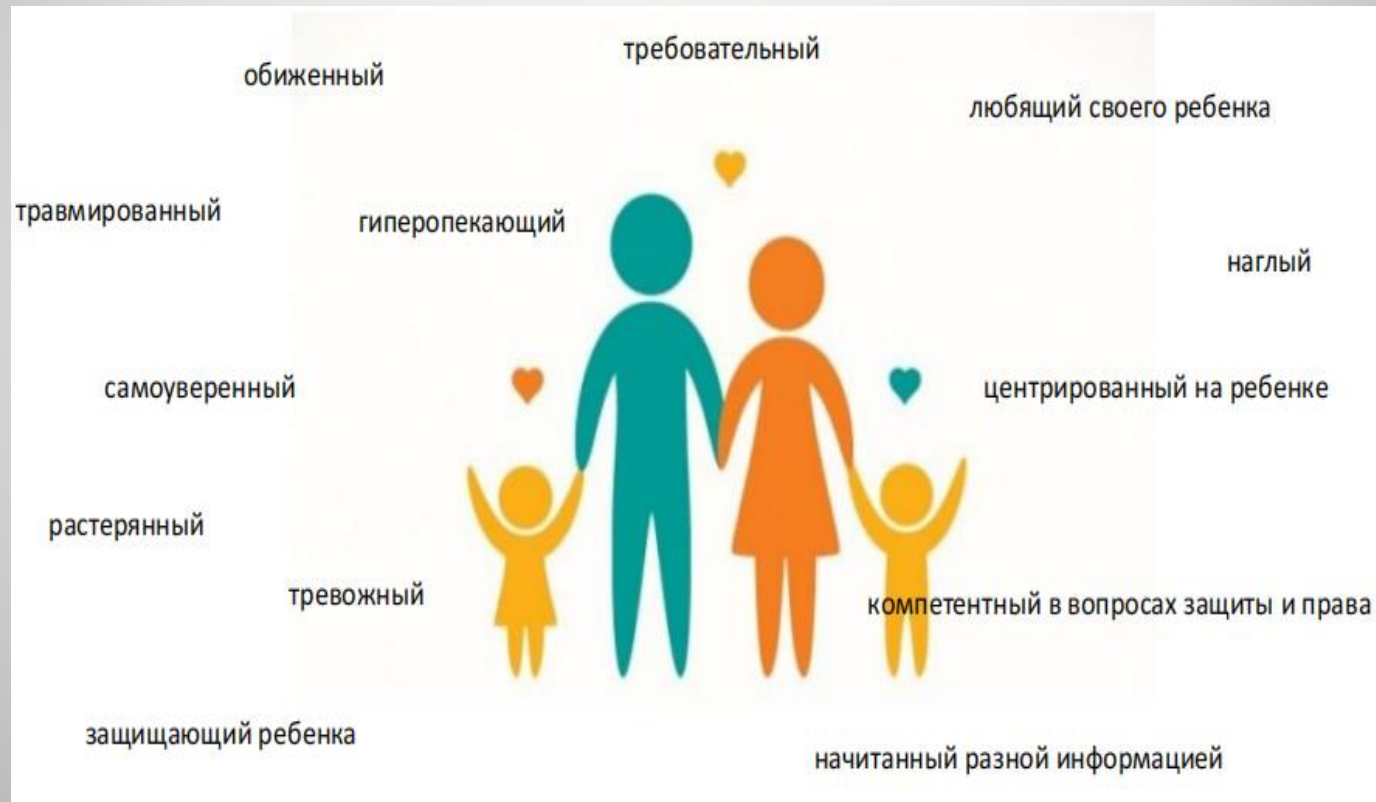 требовательный
обиженный
любящий своего ребенка
травмированный
гиперопекающий
наглый
самоуверенный
центрированный на ребенке
растерянный
тревожный
компетентный в вопросах защиты и права
защищающий ребенка
начитанный разной информацией